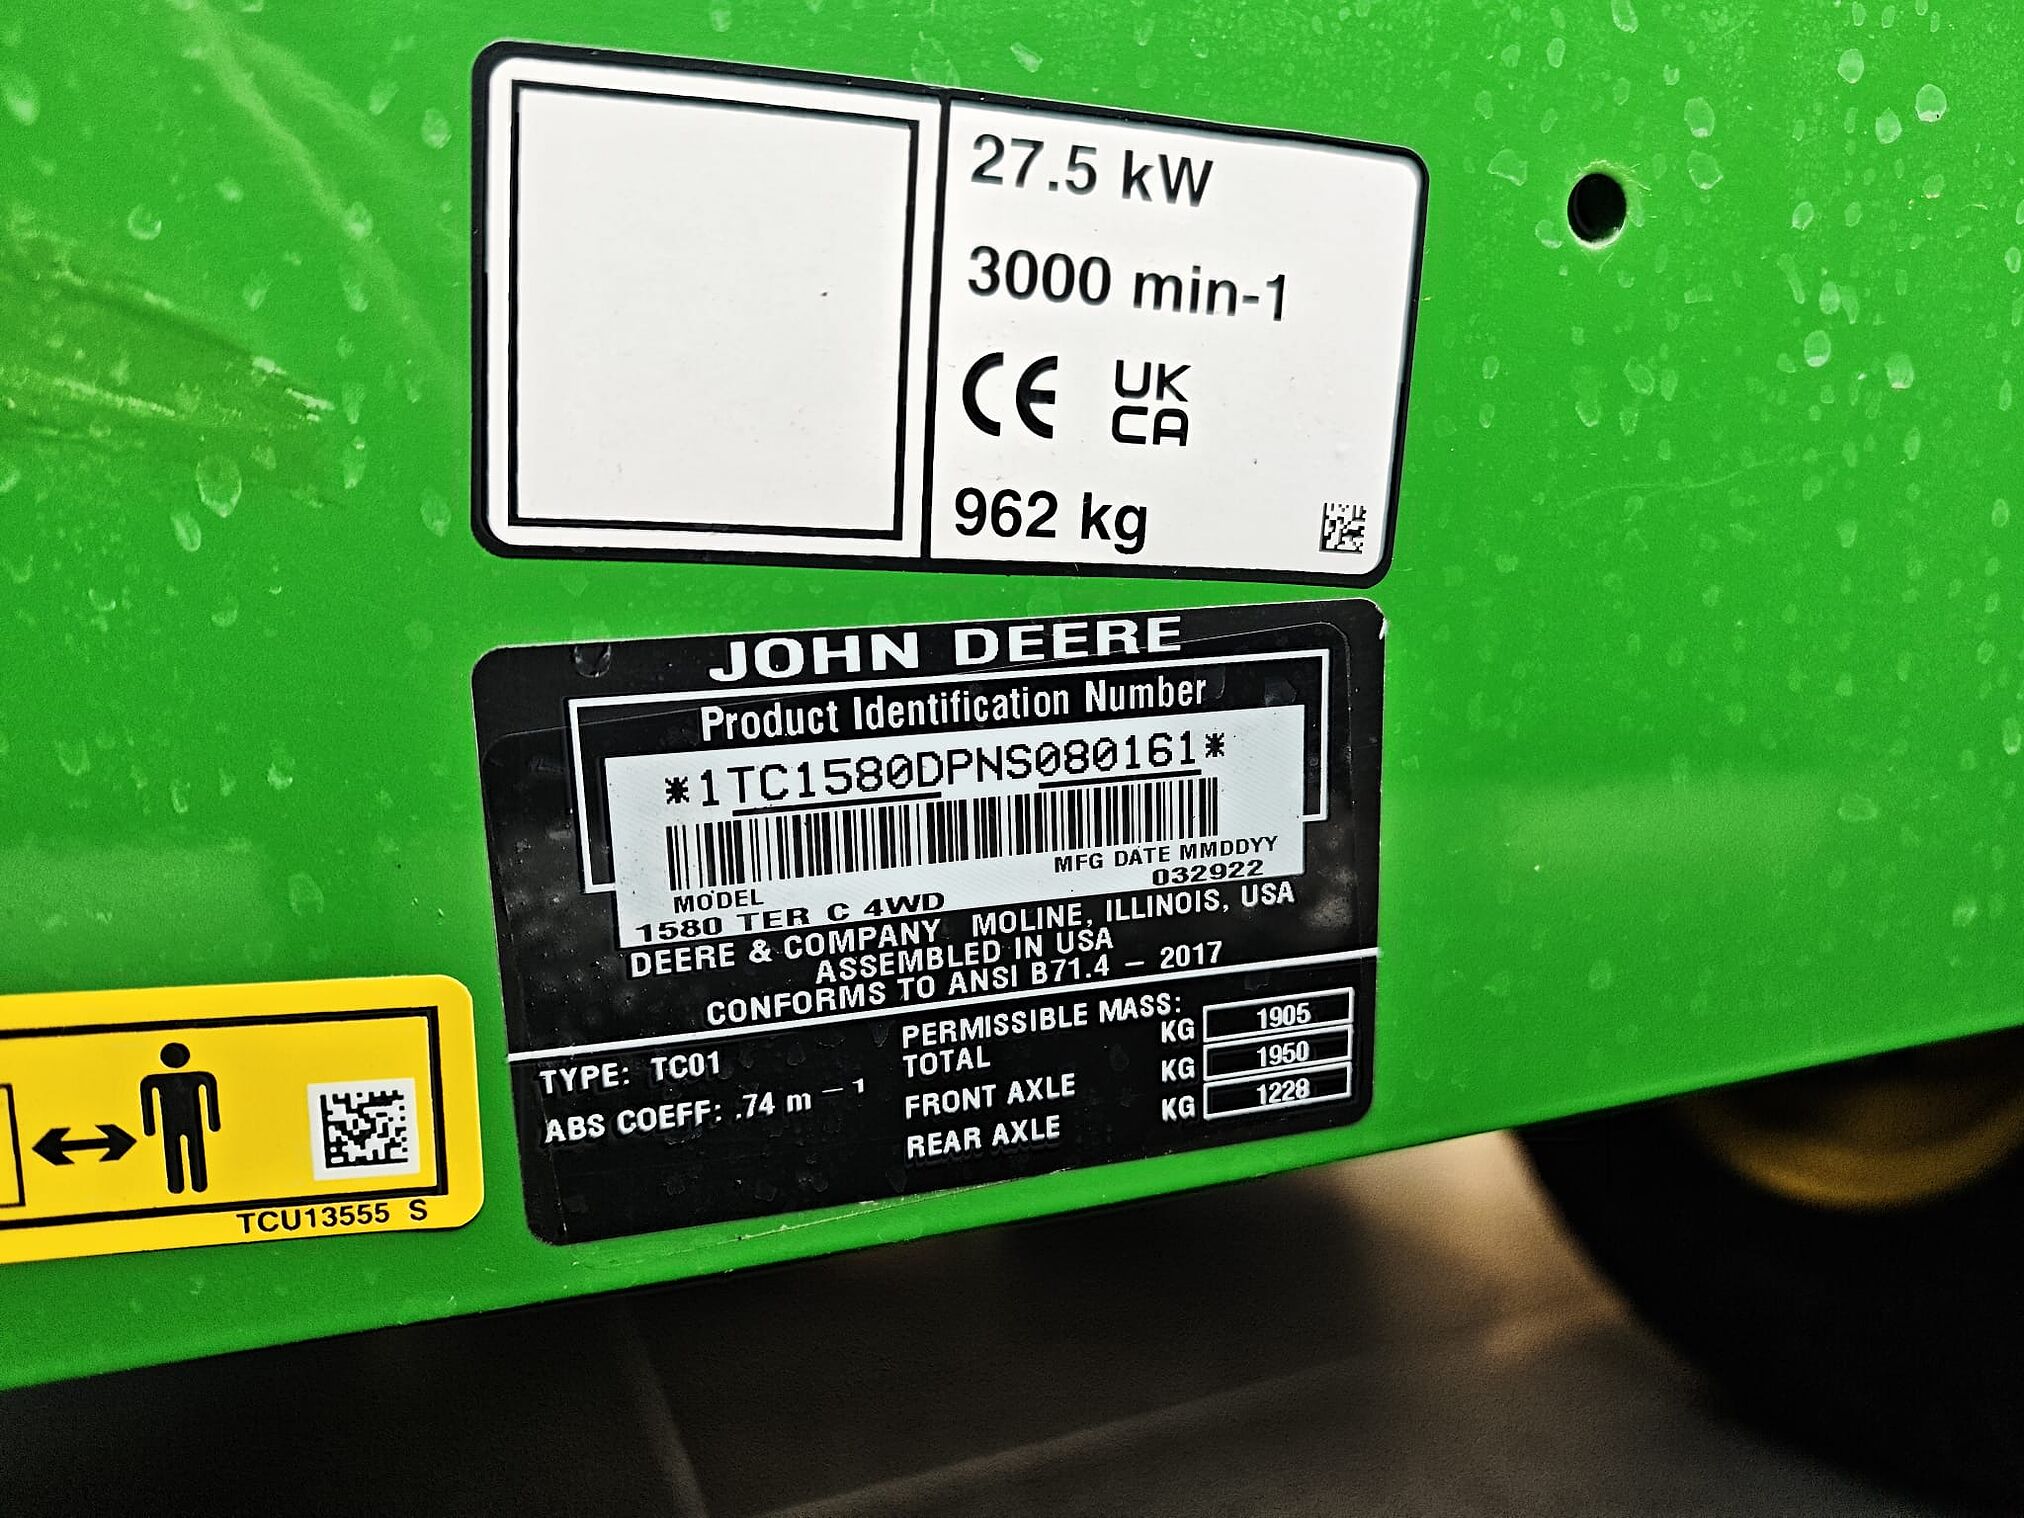 27.5 kW
3000 min-1
CE UK
CA
962 kg
JOHN DEERE
Product Identification Number
*1TC1580DPNS080161*
MFG DATE MMDDYY
032922
MODEL
1580 TER C 4WD
DEERE & COMPANY MOLINE, ILLINOIS, USA
ASSEMBLED IN USA
CONFORMS TO ANSI B71.4 – 2017
TYPE: TC01
ABS COEFF: .74 m – 1
PERMISSIBLE MASS:
TOTAL KG 1905
FRONT AXLE KG 1950
REAR AXLE KG 1228
TCU13555 S